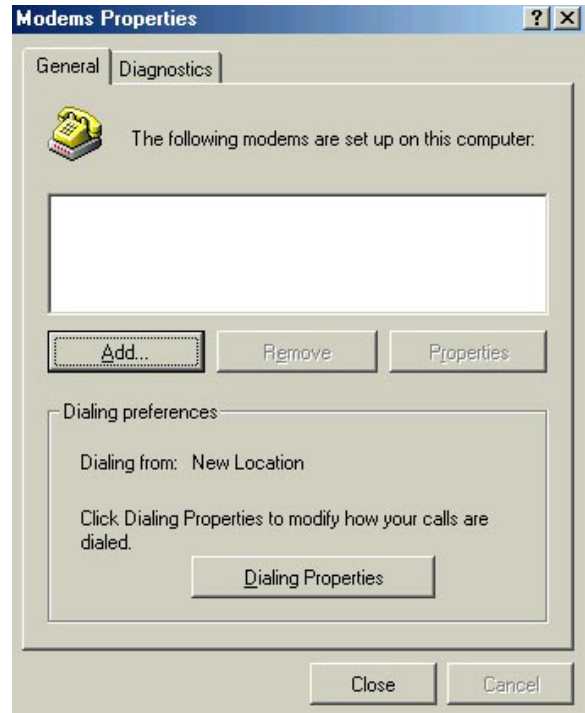 Modems Properties
General Diagnostics
The following modems are set up on this computer:
Add... Remove Properties
Dialing preferences
Dialing from: New Location
Click Dialing Properties to modify how your calls are
dialed.
Dialing Properties
Close Cancel